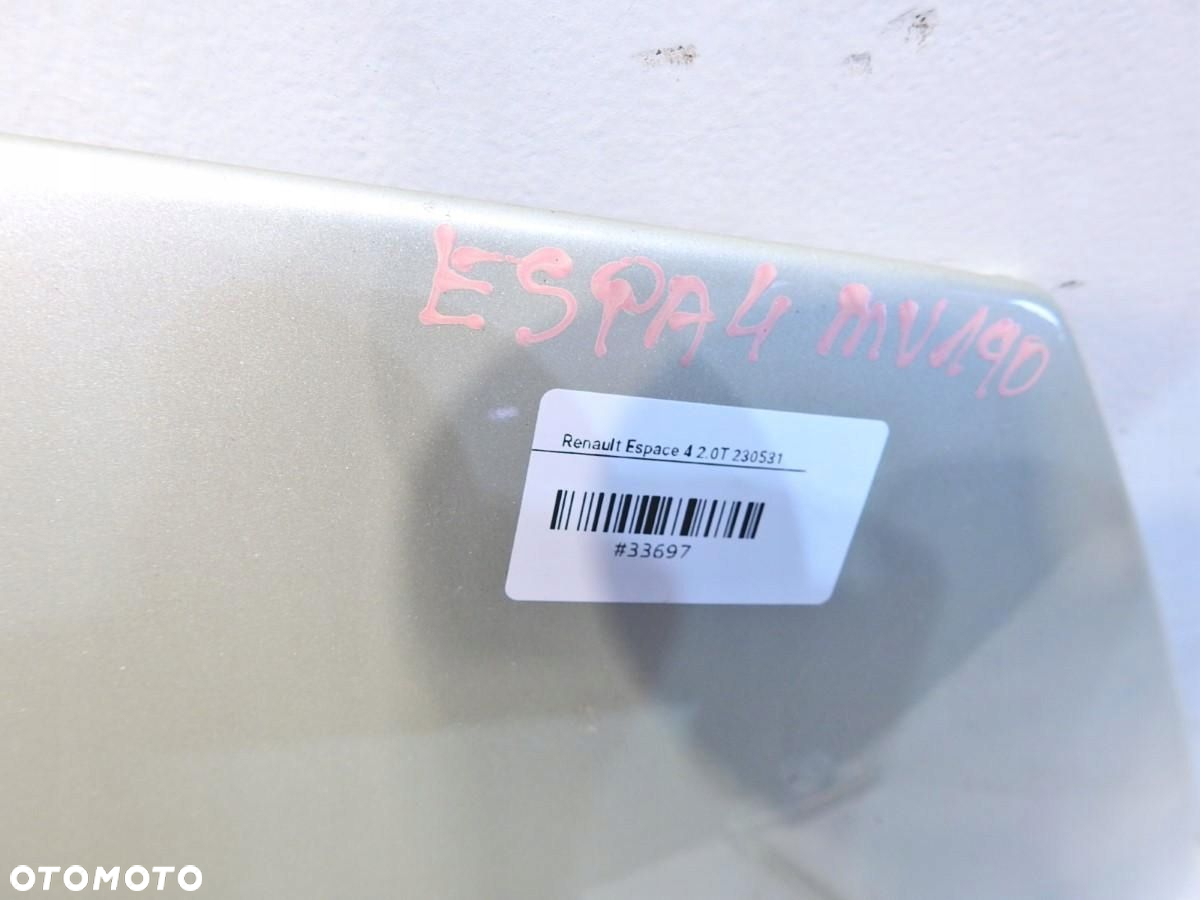 ESPA4 MV190
Renault Espace 4 2.0T 230531
#33697
OTOMOTO